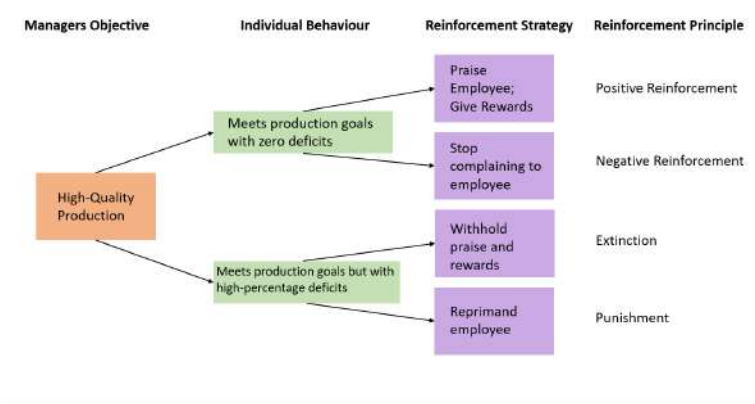 Managers Objective
Individual Behaviour
Reinforcement Strategy
Reinforcement Principle
High-Quality
Production
Meets production goals
with zero deficits
Meets production goals but with
high-percentage deficits
Praise
Employee;
Give Rewards
Positive Reinforcement
Stop
complaining to
employee
Negative Reinforcement
Withhold
praise and
rewards
Extinction
Reprimand
employee
Punishment